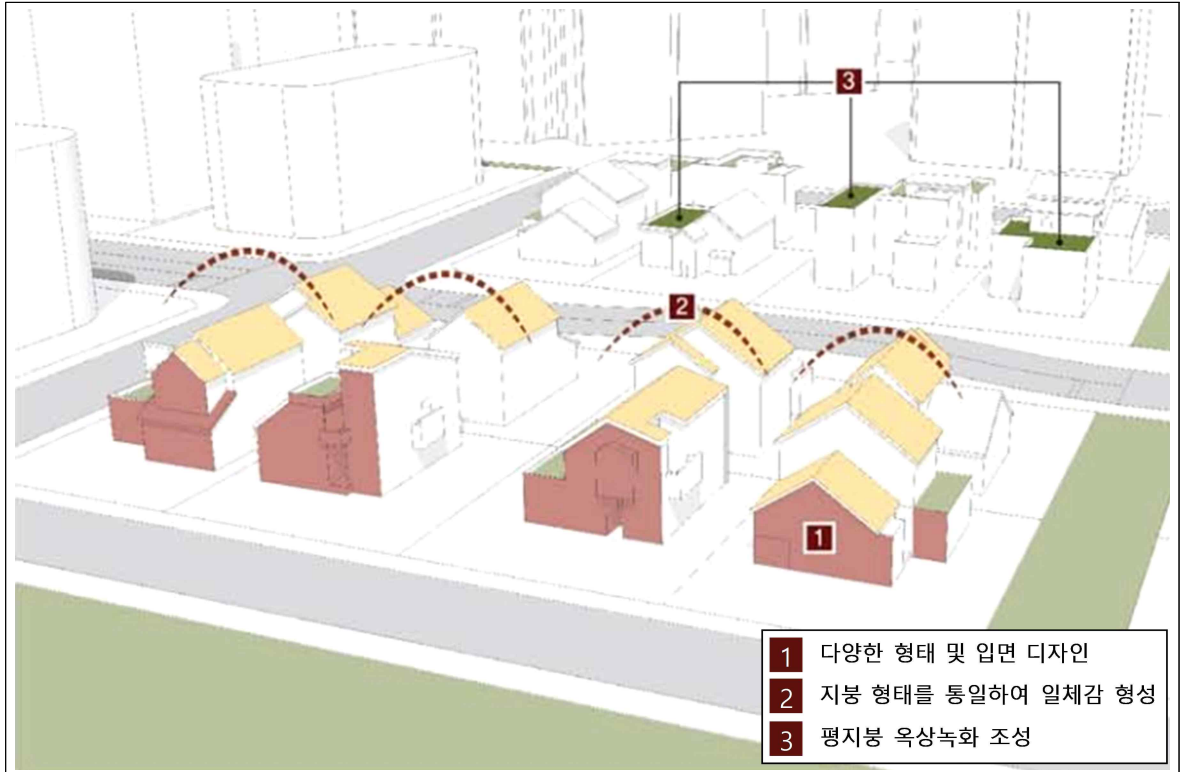 3
2
1
1 다양한 형태 및 입면 디자인
2 지붕 형태를 통일하여 일체감 형성
3 평지붕 옥상녹화 조성